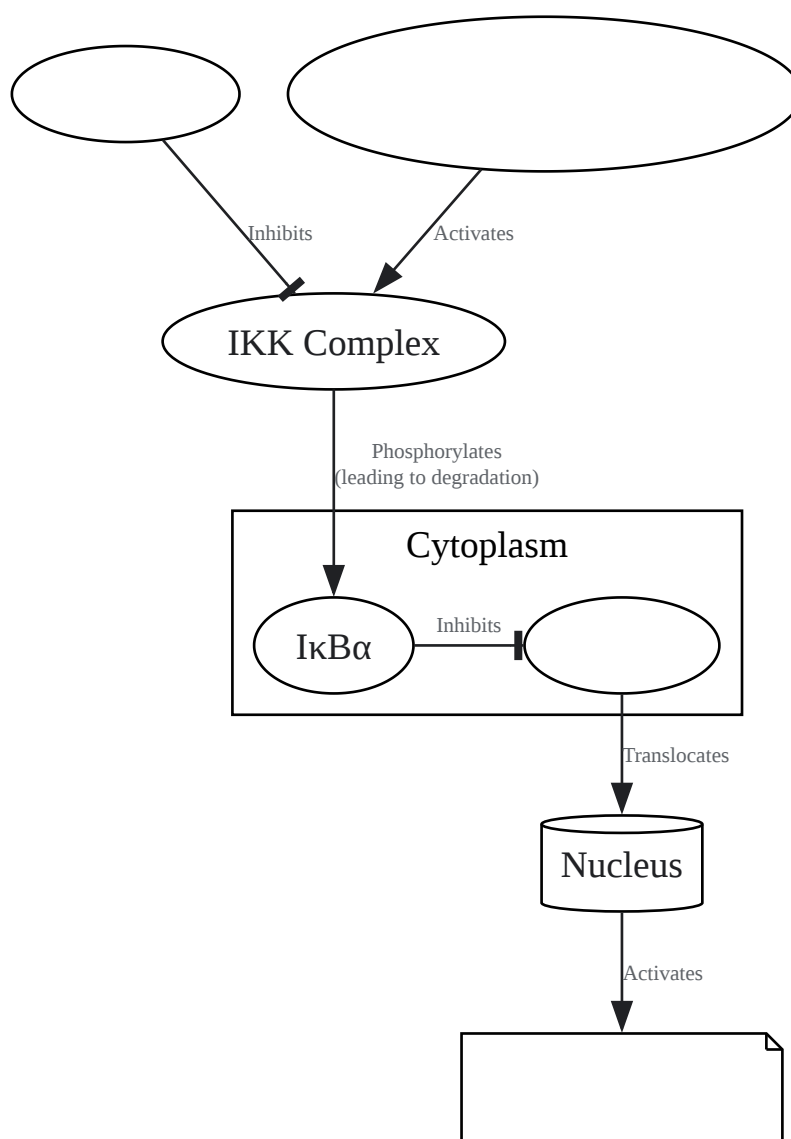 Inhibits
Activates
IKK Complex
Phosphorylates
(leading to degradation)
Cytoplasm
IκBα
Inhibits
Translocates
Nucleus
Activates